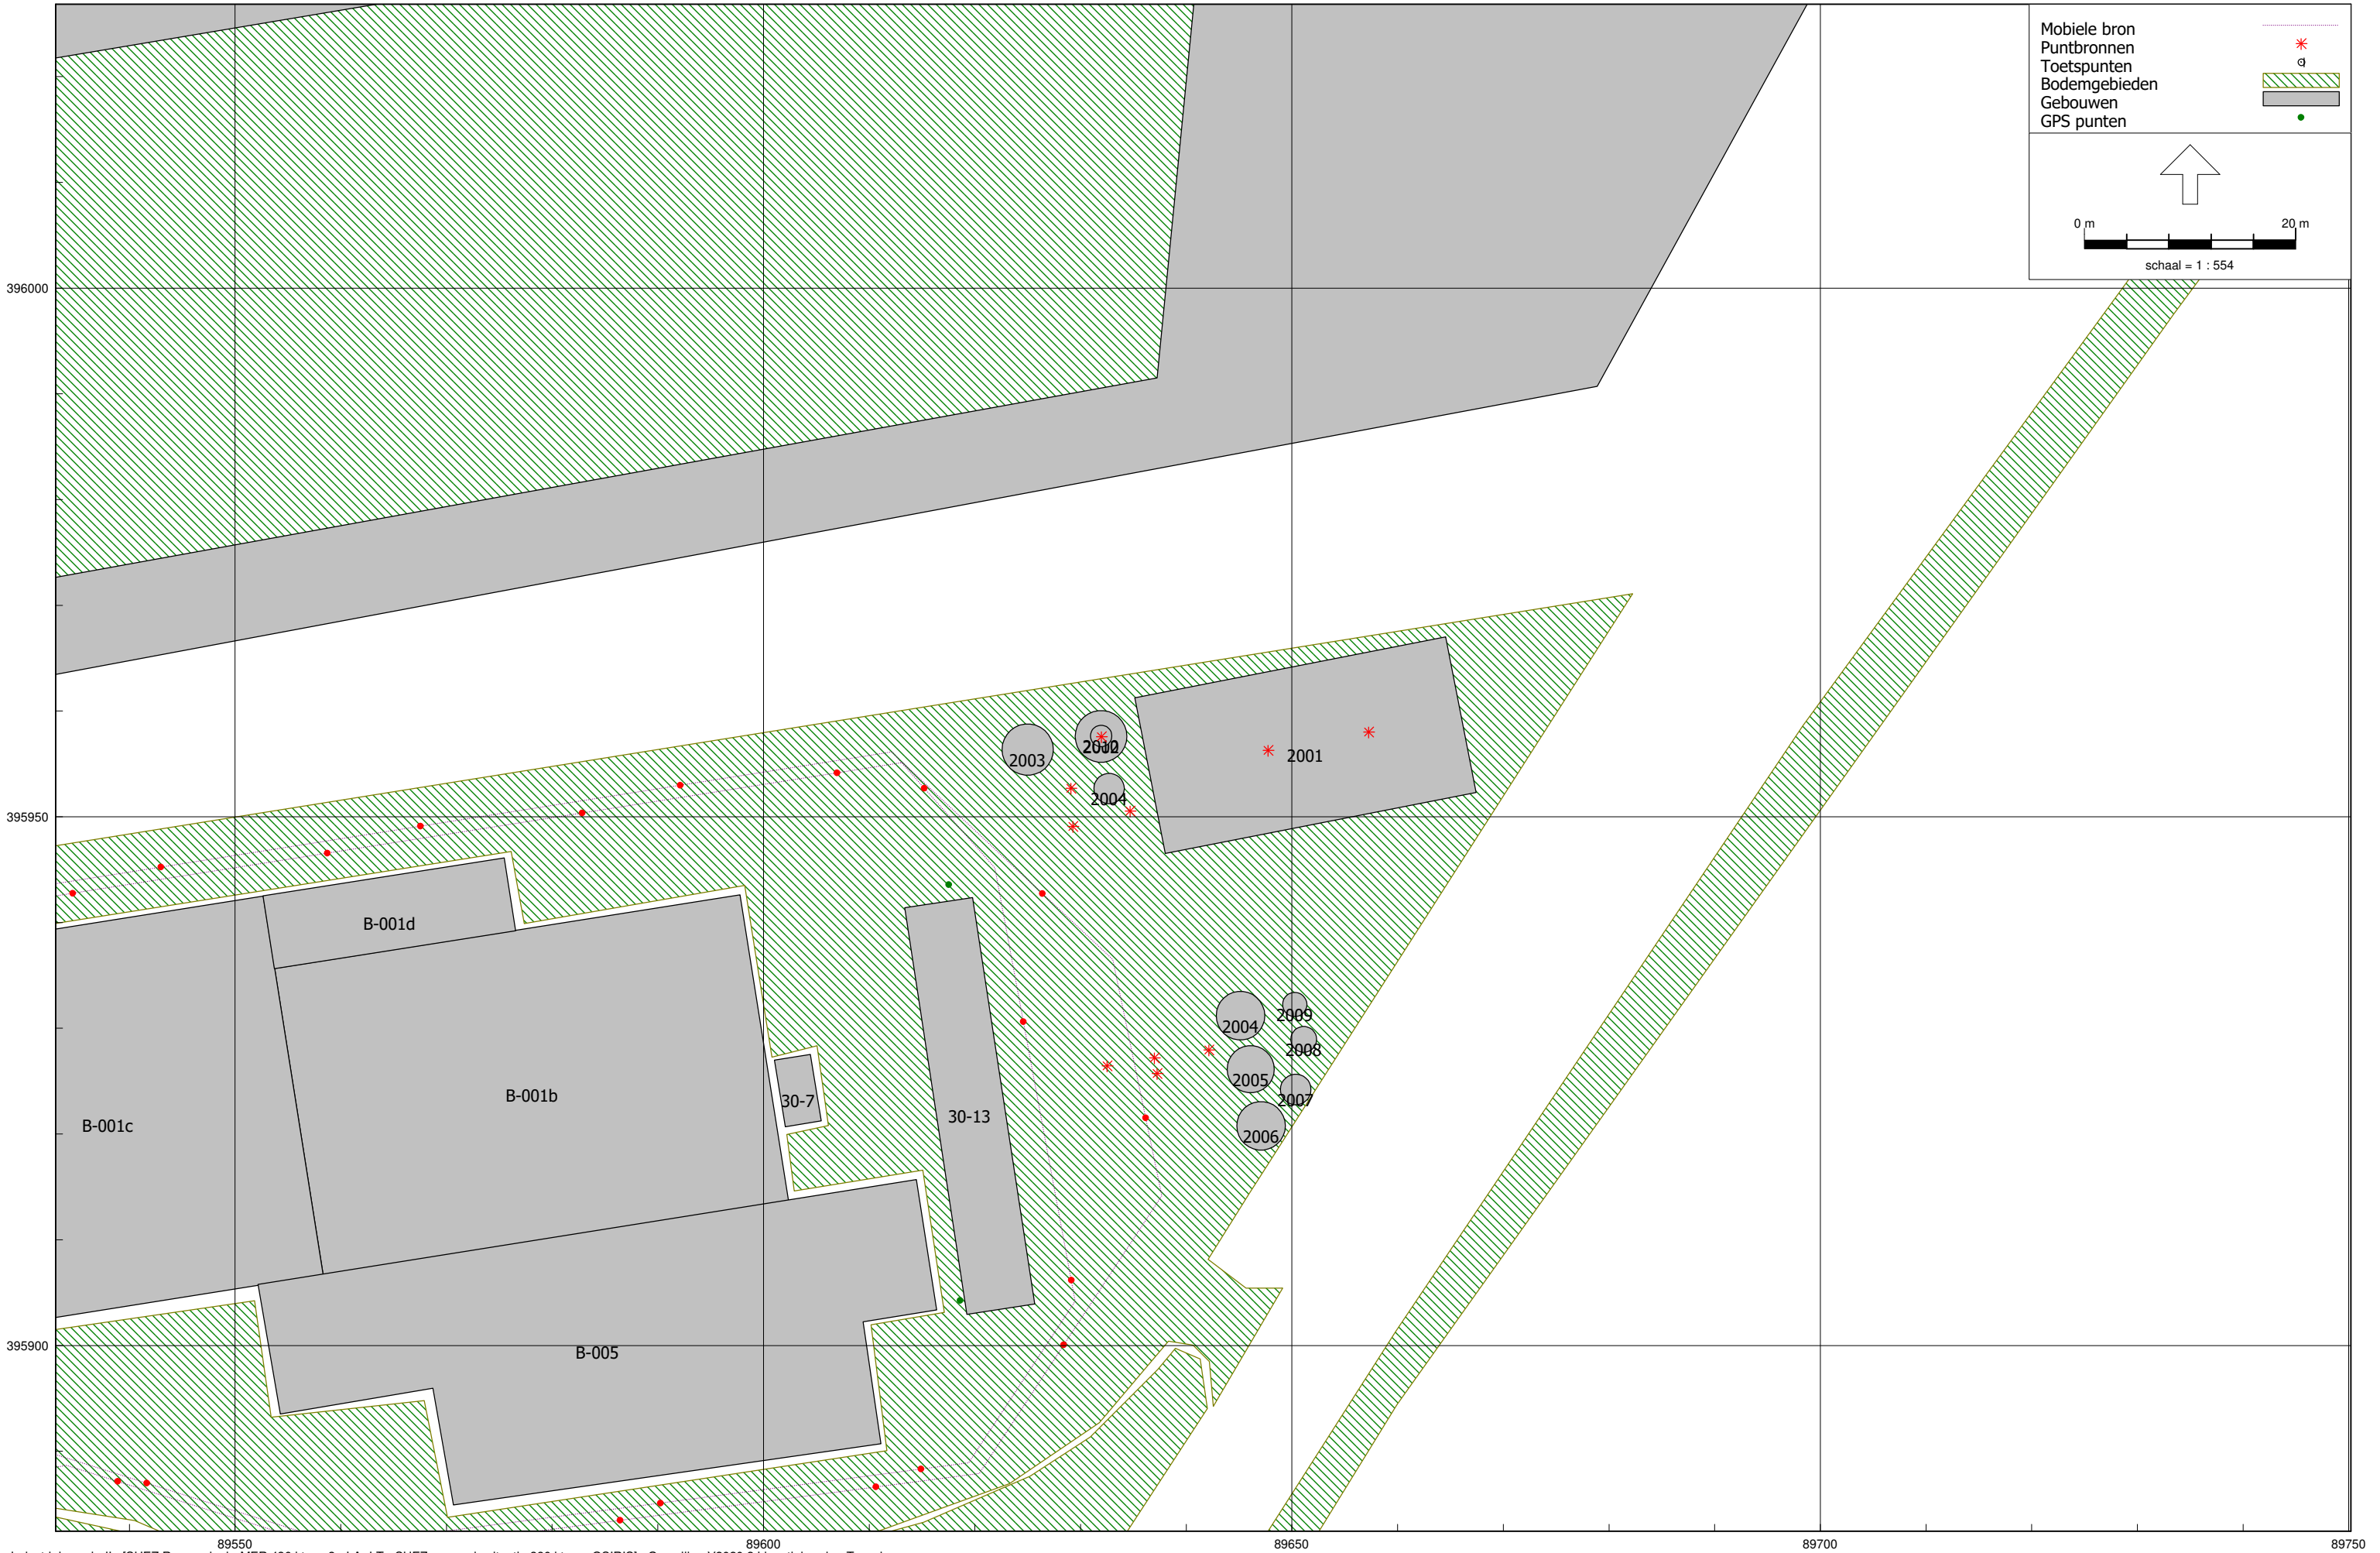 Mobiele bron
Puntbronnen
Toetspunten
Bodemgebieden
Gebouwen
GPS punten
0 m 20 m
schaal = 1 : 554
396000
2003
2004
2001
395950
B-001d
2004
2009
2008
2005
2007
2006
B-001b
30-7
30-13
B-001c
395900
B-005
89550 89600 89650 89700 89750